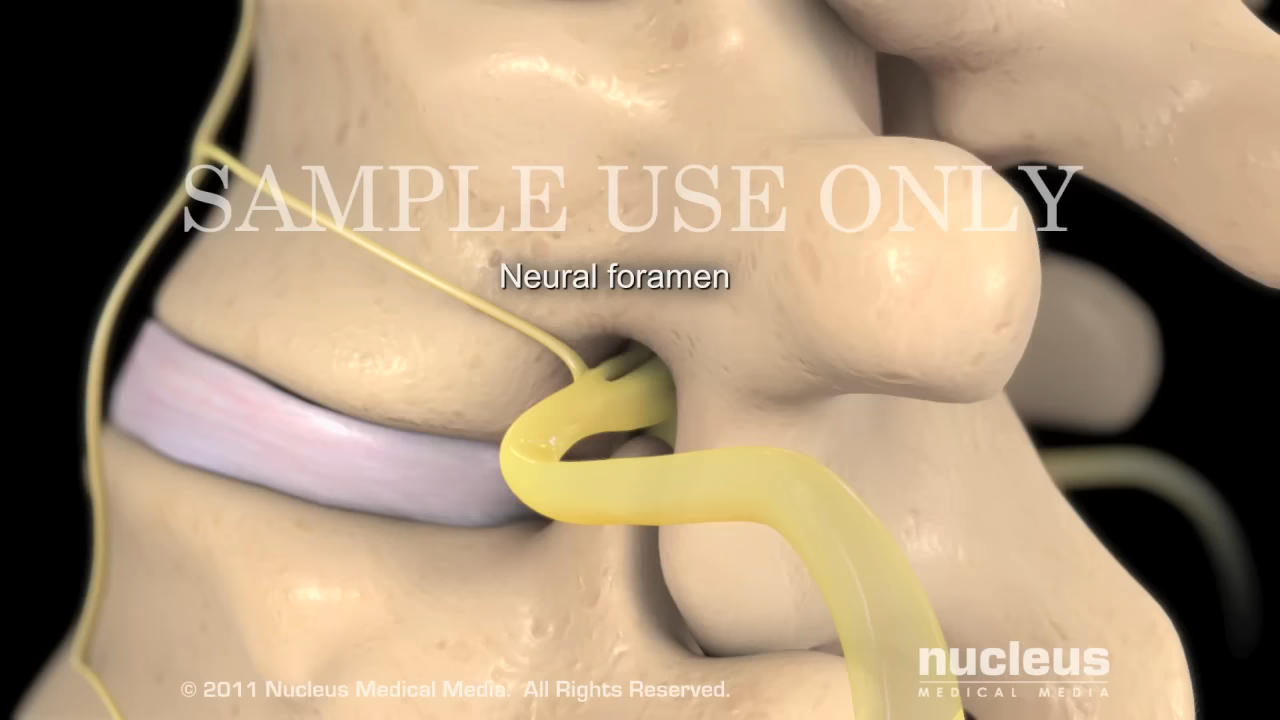 SAMPLE USE ONLY
Neural foramen
nucleus
MEDICAL MEDIA
© 2011 Nucleus Medical Media.  All Rights Reserved.